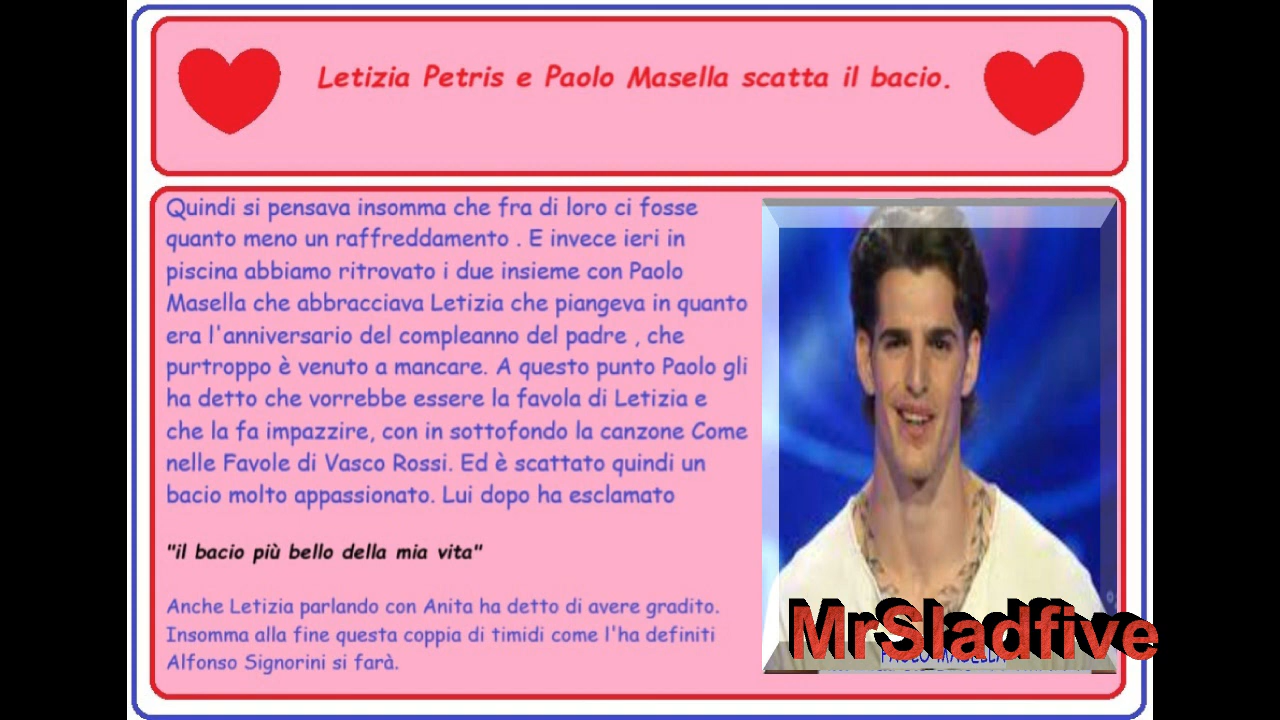 Letizia Petris e Paolo Masella scatta il bacio.
Quindi si pensava insomma che fra di loro ci fosse
quanto meno un raffreddamento . E invece ieri in
piscina abbiamo ritrovato i due insieme con Paolo
Masella che abbracciava Letizia che piangeva in quanto
era l'anniversario del compleanno del padre , che
purtroppo è venuto a mancare. A questo punto Paolo gli
ha detto che vorrebbe essere la favola di Letizia e
che la fa impazzire, con in sottofondo la canzone Come
nelle Favole di Vasco Rossi. Ed è scattato quindi un
bacio molto appassionato. Lui dopo ha esclamato
"il bacio più bello della mia vita"
Anche Letizia parlando con Anita ha detto di avere gradito.
Insomma alla fine questa coppia di timidi come l'ha definiti
Alfonso Signorini si farà.
MrSladfive
PAOLO MASELLA